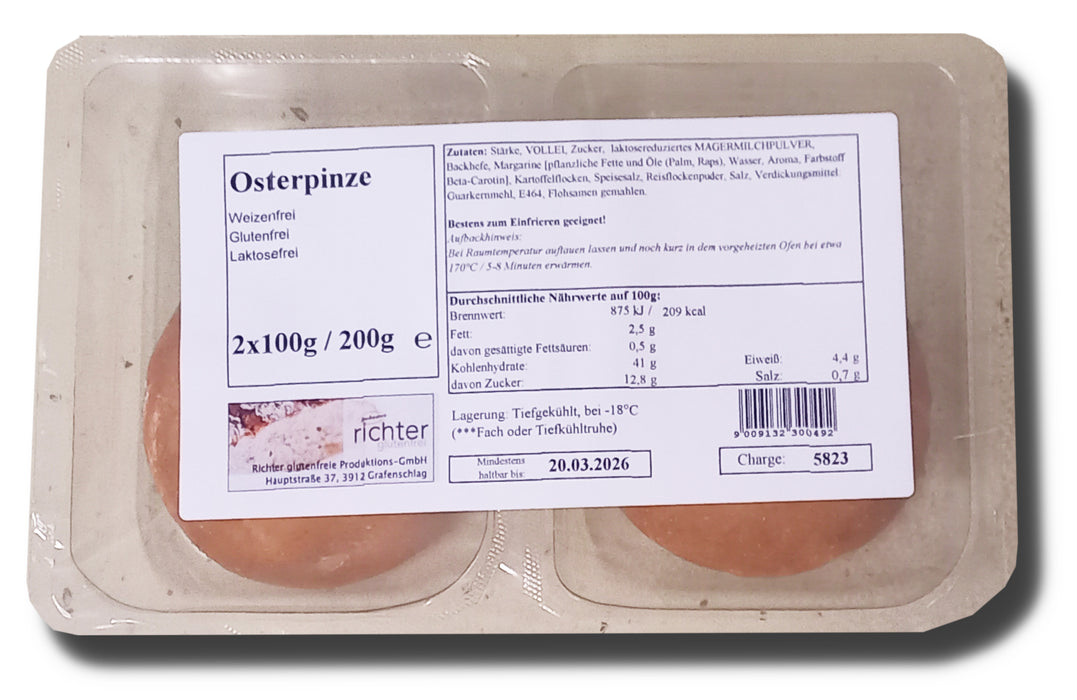 Osterpinze
Weizenfrei
Glutenfrei
Laktosefrei
2x100g / 200g ℮
Zutaten: Stärke, VOLLEI, Zucker, laktosereduziertes MAGERMILCHPULVER,
Backhefe, Margarine [pflanzliche Fette und Öle (Palm, Raps), Wasser, Aroma, Farbstoff
Beta-Carotin], Kartoffelflocken, Speisesalz, Reisflockenpuder, Salz, Verdickungsmittel:
Guarkernmehl, E464, Flohsamen gemahlen.
Bestens zum Einfrieren geeignet!
Aufbackhinweis:
Bei Raumtemperatur auftauen lassen und noch kurz in dem vorgeheizten Ofen bei etwa
170°C / 5-8 Minuten erwärmen.
Durchschnittliche Nährwerte auf 100g:
Brennwert: 875 kJ / 209 kcal
Fett: 2,5 g
davon gesättigte Fettsäuren: 0,5 g
Kohlenhydrate: 41 g
davon Zucker: 12,8 g
Eiweiß: 4,4 g
Salz: 0,7 g
richter
glutenfrei
Richter glutenfreie Produktions-GmbH
Hauptstraße 37, 3912 Grafenschlag
Lagerung: Tiefgekühlt, bei -18°C
(***Fach oder Tiefkühltruhe)
Mindestens
haltbar bis: 20.03.2026
9 009132 300492
Charge: 5823